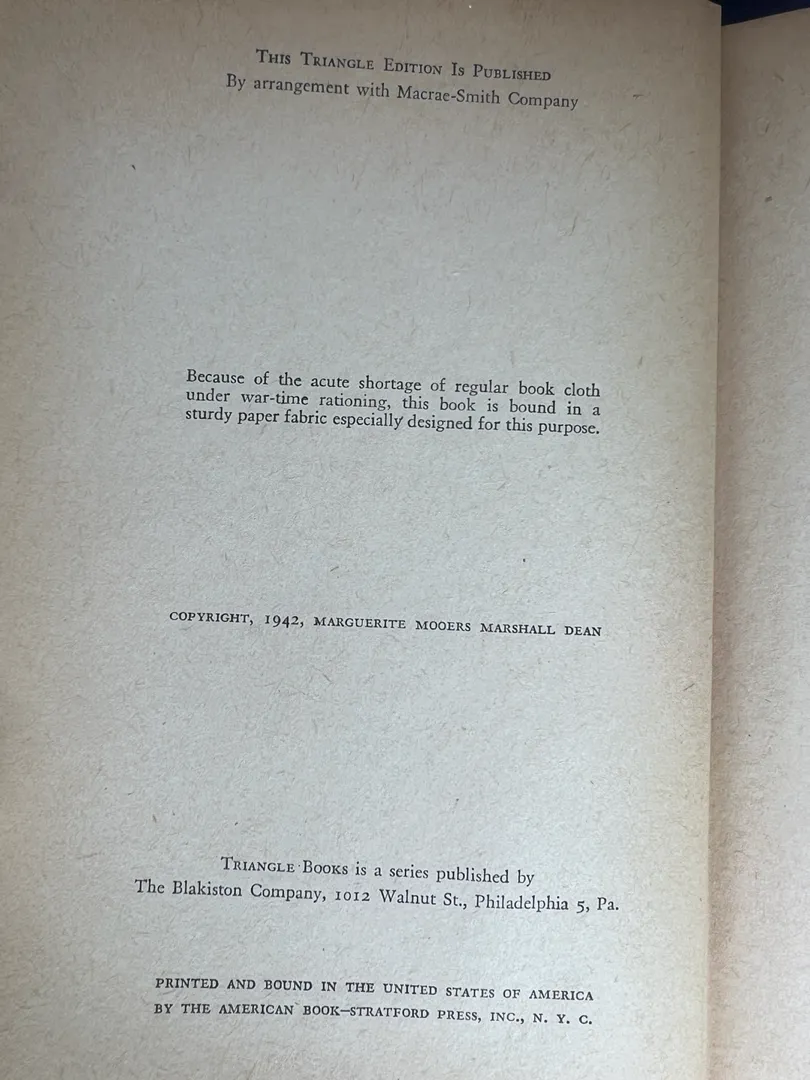 THIS TRIANGLE EDITION IS PUBLISHED
By arrangement with Macrae-Smith Company
Because of the acute shortage of regular book cloth
under war-time rationing, this book is bound in a
sturdy paper fabric especially designed for this purpose.
COPYRIGHT, 1942, MARGUERITE MOOERS MARSHALL DEAN
TRIANGLE BOOKS is a series published by
The Blakiston Company, 1012 Walnut St., Philadelphia 5, Pa.
PRINTED AND BOUND IN THE UNITED STATES OF AMERICA
BY THE AMERICAN BOOK—STRATFORD PRESS, INC., N. Y. C.